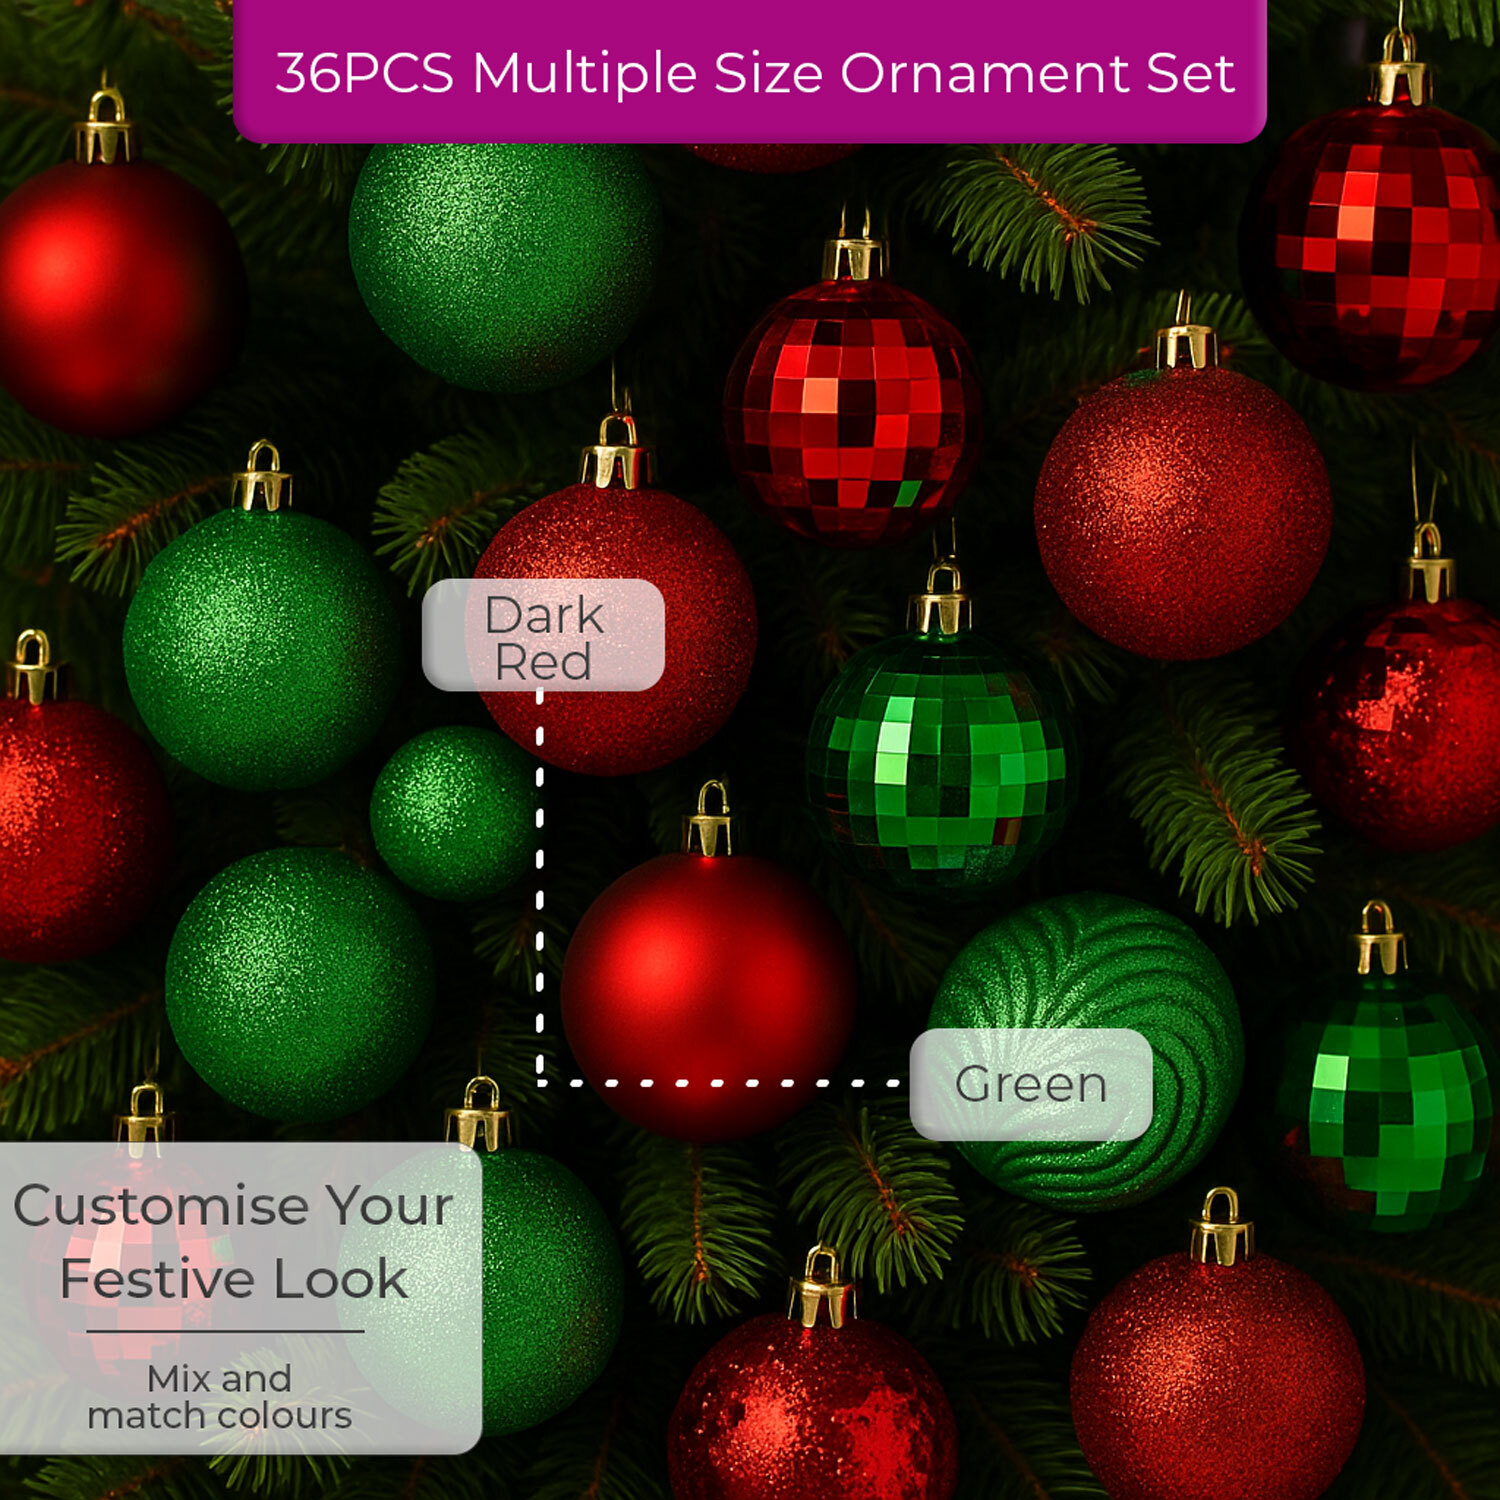 36PCS Multiple Size Ornament Set
Dark
Red
Green
Customise Your
Festive Look
Mix and
match colours